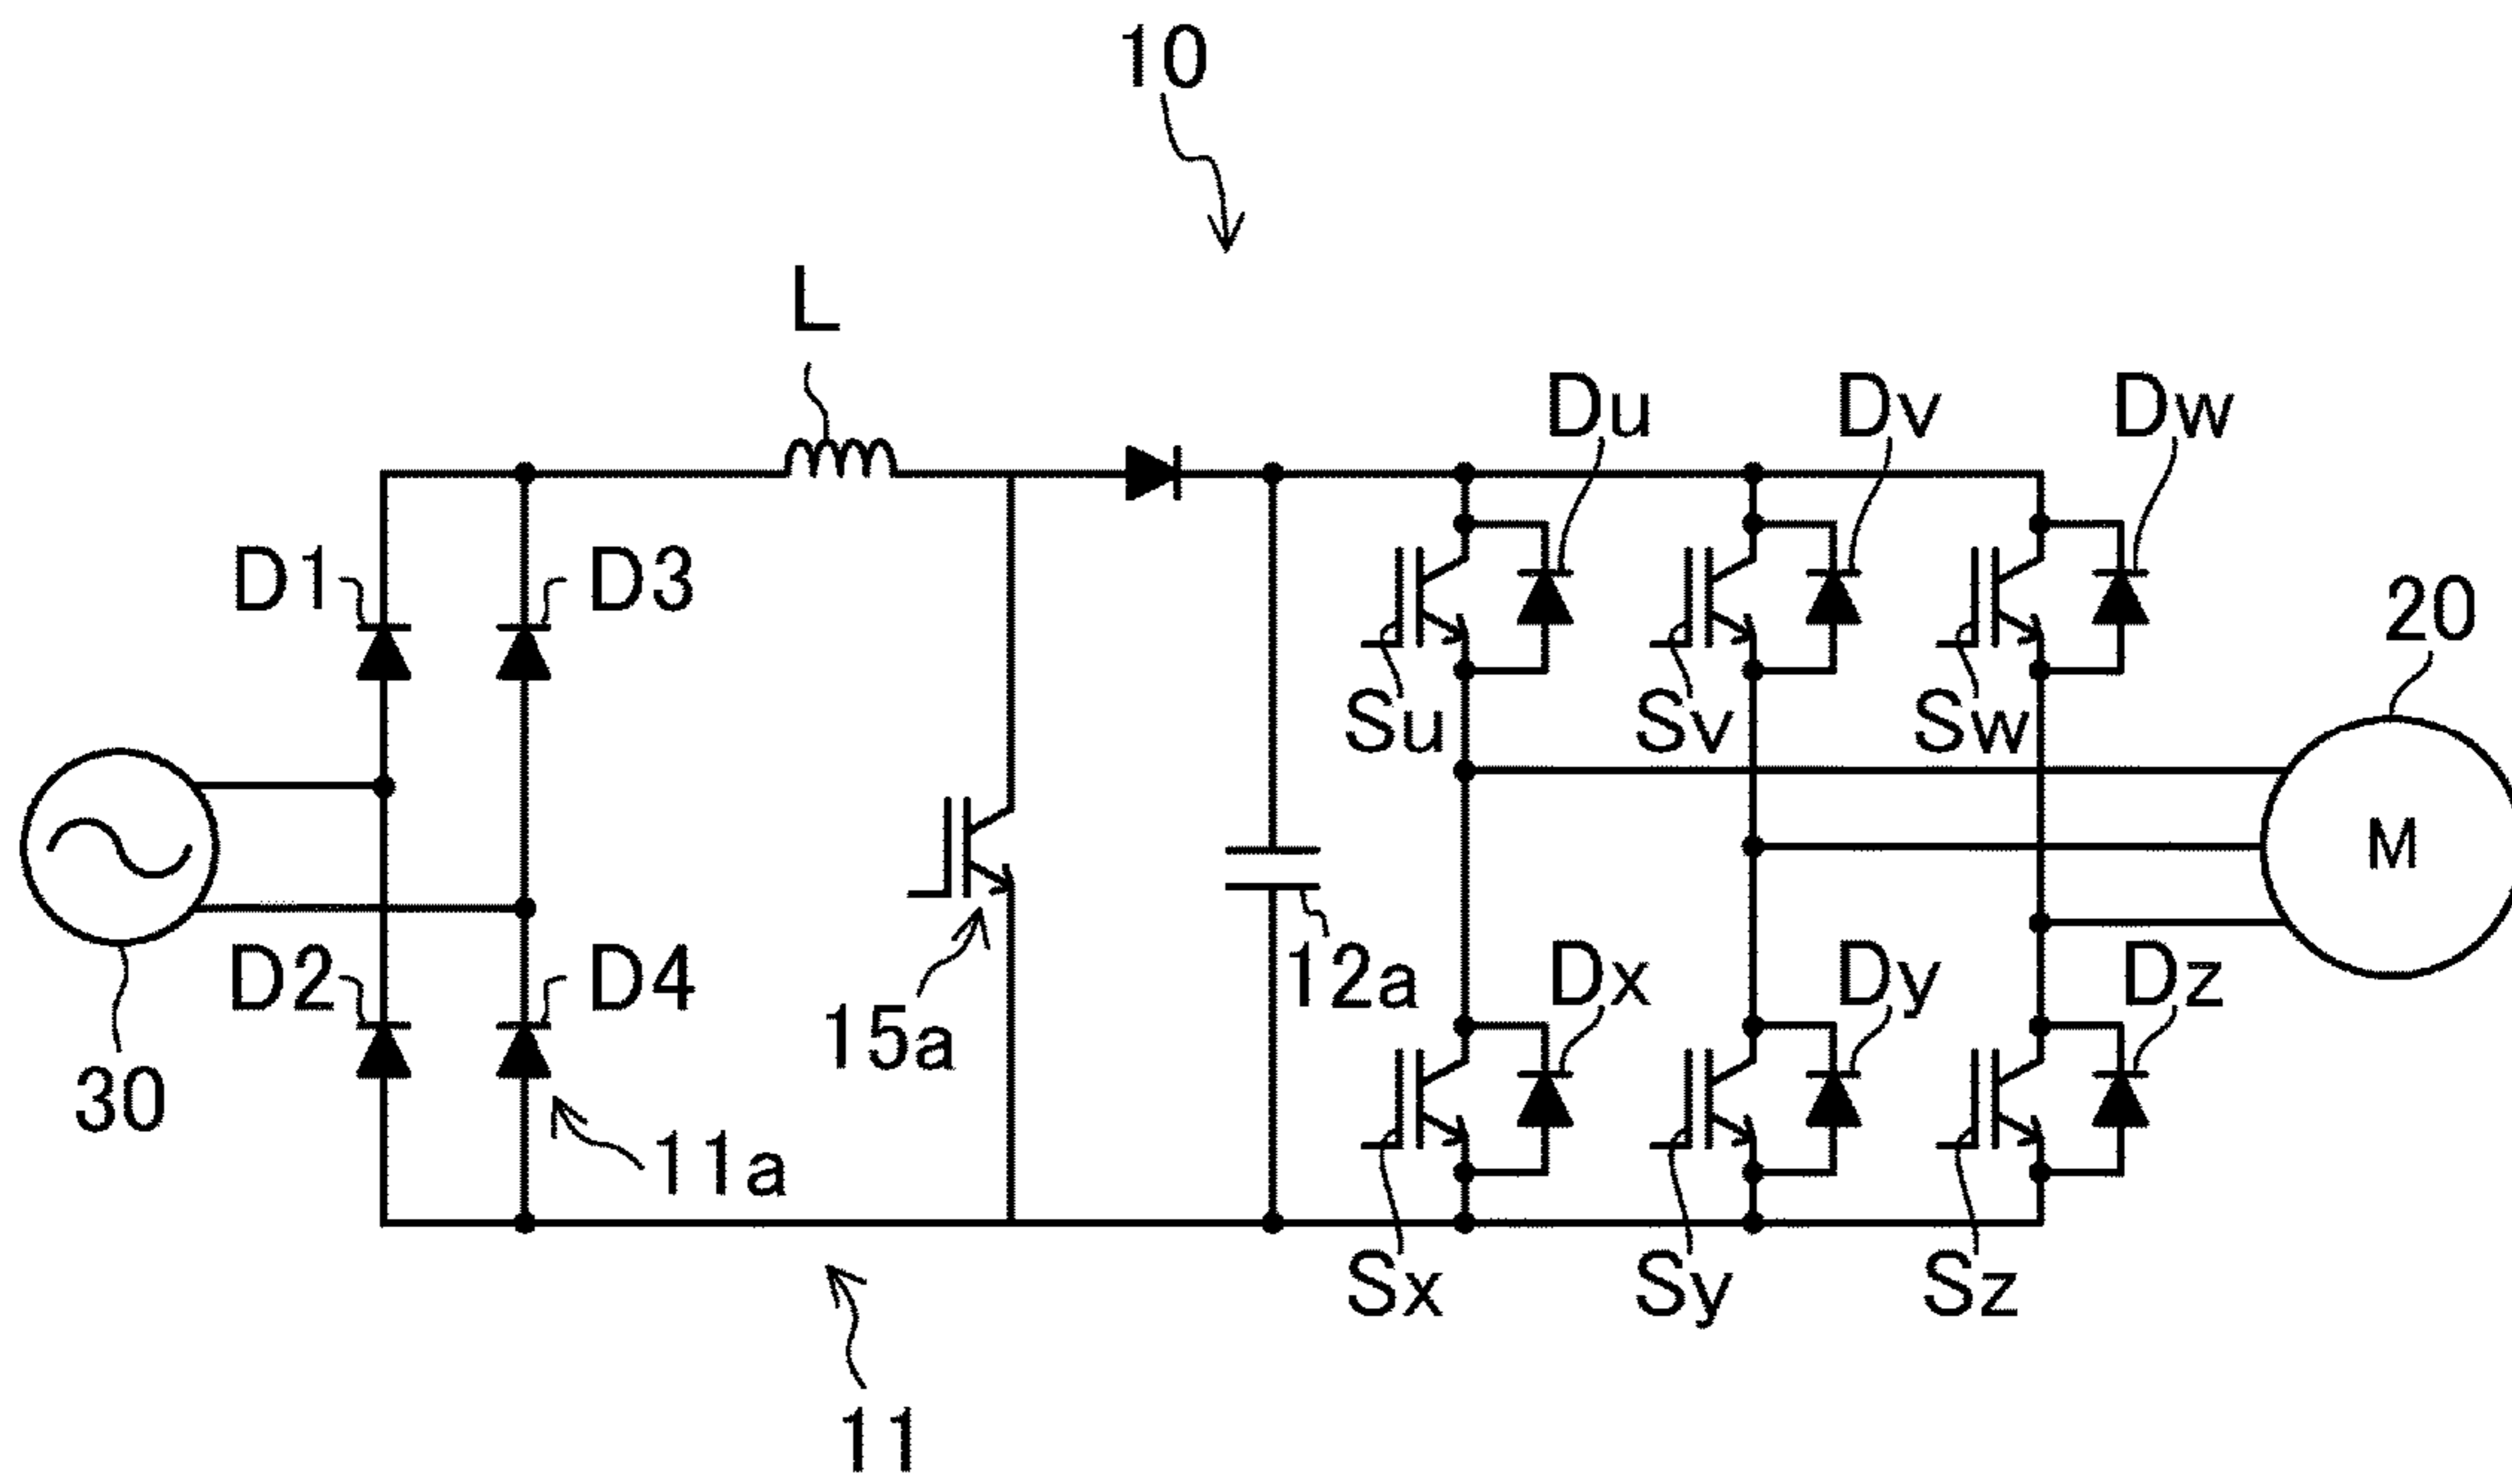 10
L
Du Dv Dw
D1 D3
20
Su Sv Sw
M
D2 D4
12a
Dx Dy Dz
15a
30
11a
Sx Sy Sz
11